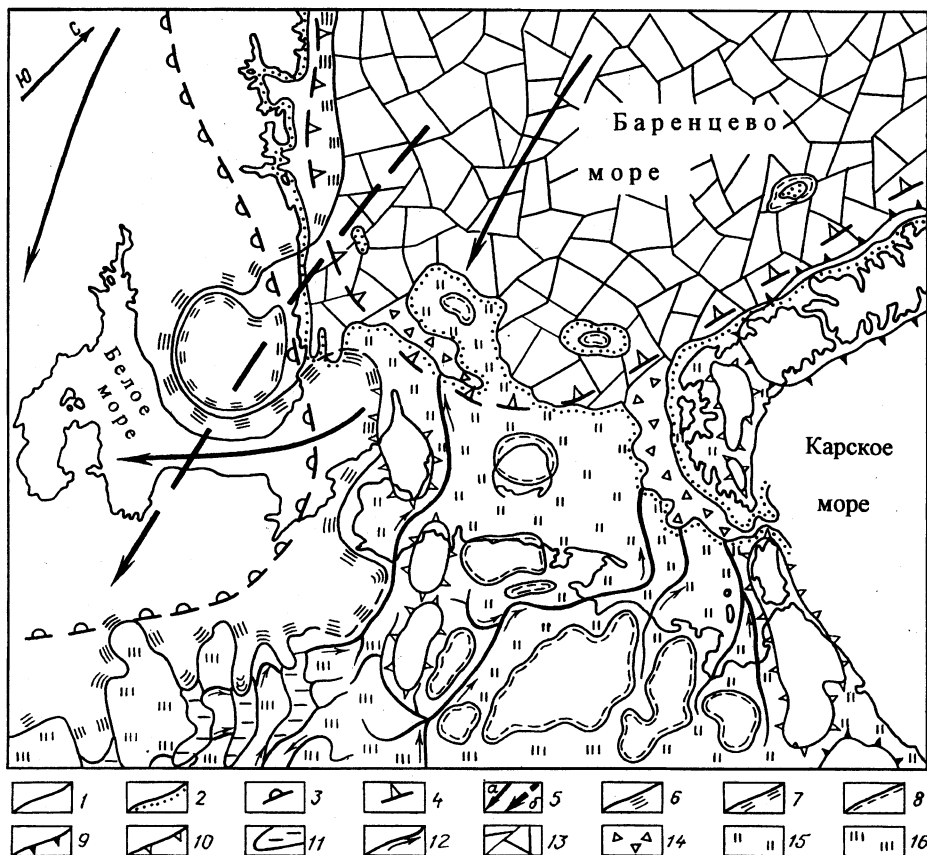 С
Ю
Баренцево
море
Белое
море
Карское
море
1 2 3 4 а б 5 6 7 8
9 10 11 12 13 14 15 16